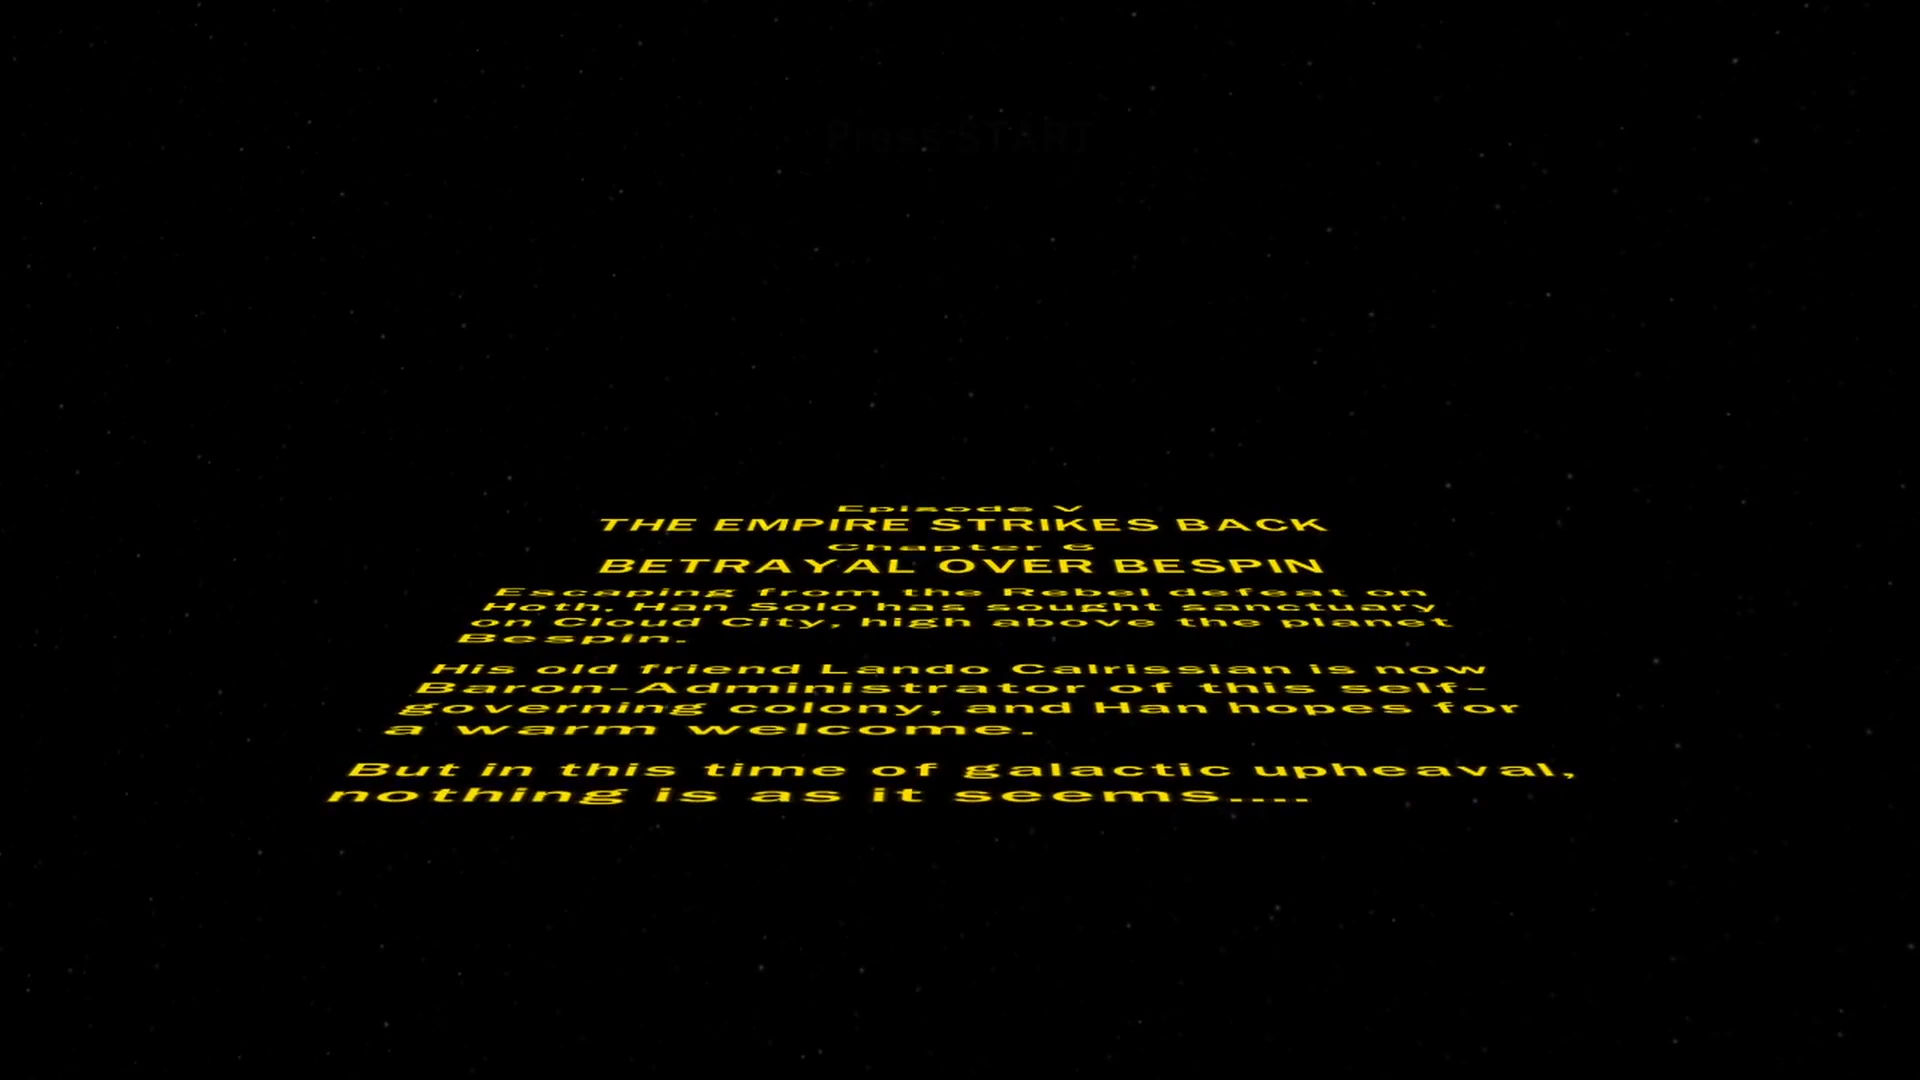 Press START
Episode V
THE EMPIRE STRIKES BACK
Chapter 6
BETRAYAL OVER BESPIN
Escaping from the Rebel defeat on
Hoth, Han Solo has sought sanctuary
on Cloud City, high above the planet
Bespin.
His old friend Lando Calrissian is now
Baron-Administrator of this self-
governing colony, and Han hopes for
a warm welcome.
But in this time of galactic upheaval,
nothing is as it seems....